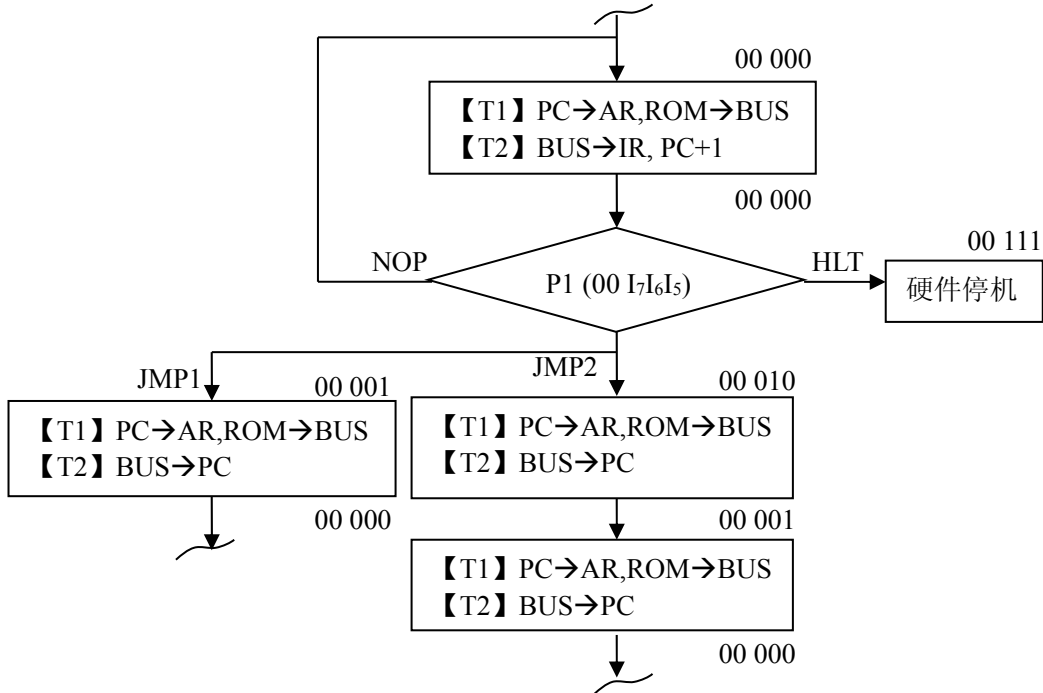 00 000
【T1】PC→AR,ROM→BUS
【T2】BUS→IR, PC+1
00 000
NOP
P1 (00 I₇I₆I₅)
HLT
00 111
硬件停机
JMP1
00 001
【T1】PC→AR,ROM→BUS
【T2】BUS→PC
00 000
JMP2
00 010
【T1】PC→AR,ROM→BUS
【T2】BUS→PC
00 001
【T1】PC→AR,ROM→BUS
【T2】BUS→PC
00 000